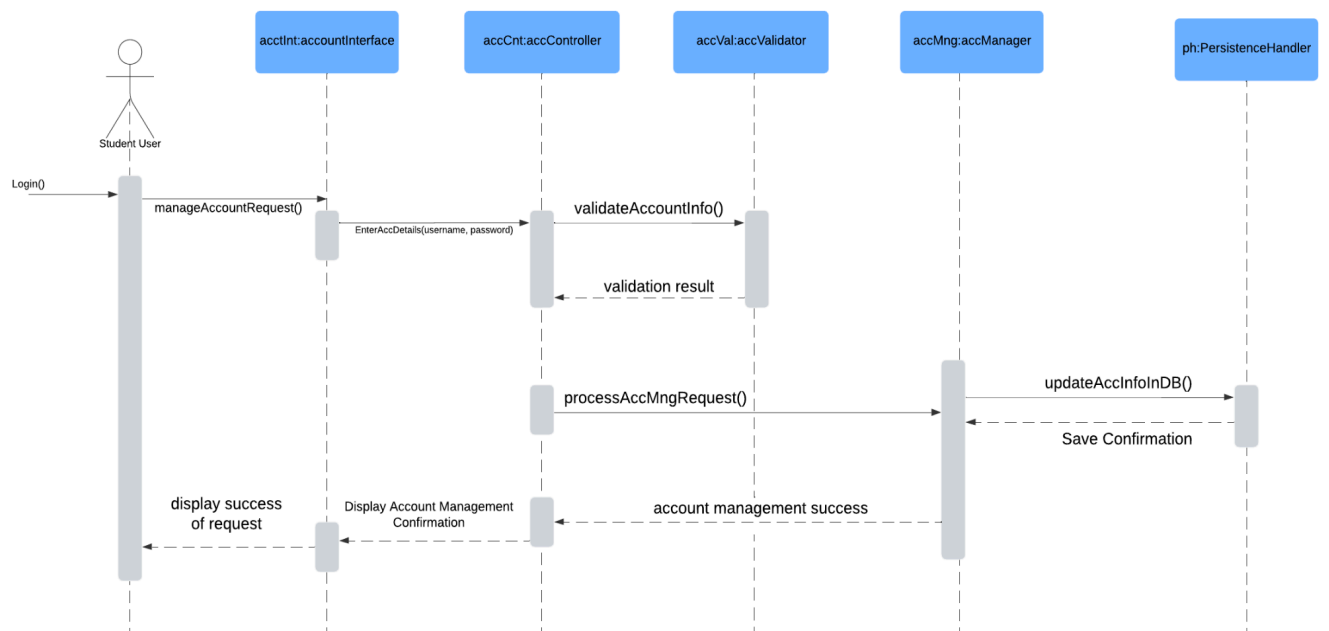 acctInt:accountInterface
accCnt:accController
accVal:accValidator
accMng:accManager
ph:PersistenceHandler
Student User
Login()
manageAccountRequest()
EnterAccDetails(username, password)
validateAccountInfo()
validation result
processAccMngRequest()
updateAccInfoInDB()
Save Confirmation
account management success
Display Account Management
Confirmation
display success
of request